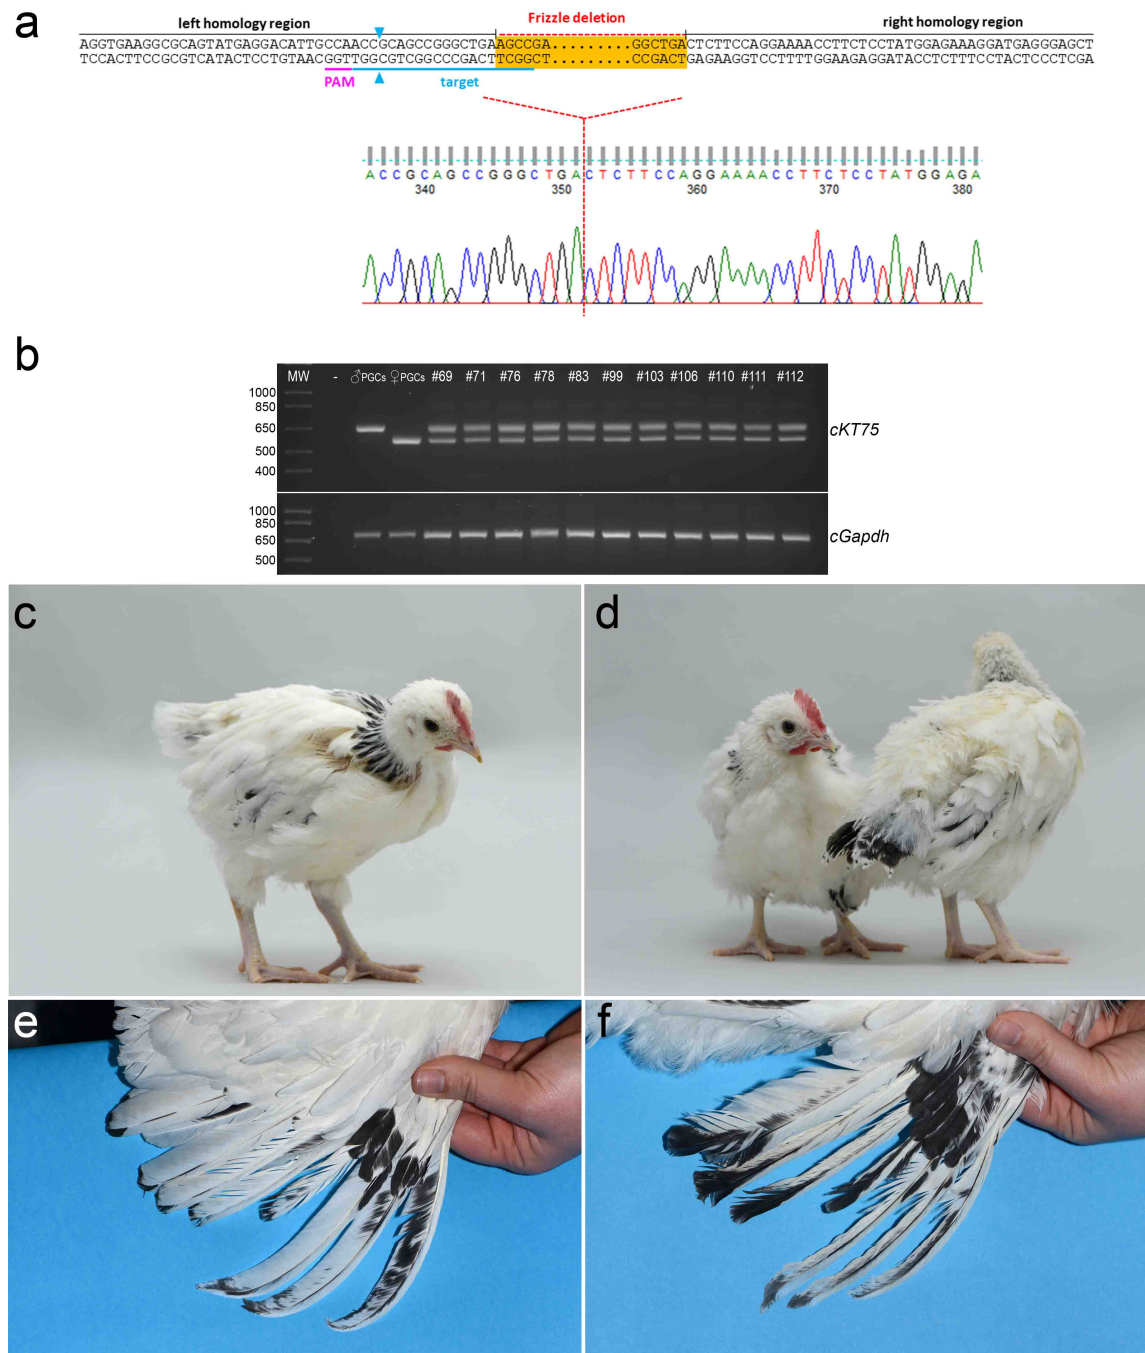 a
left homology region
Frizzle deletion
right homology region
AGGTGAAGGCGCAGTATGAGGACATTGCCAACCGCAGCCGGGCTGAAGCCGA........GGCTGACTCTTCCAGGAAAACCTTCTCCTATGGAGAAAGGATGAGGGAGCT
TCCACTTCCGCGTCATACTCCTGTAACGGTTGGCGTCGGCCCGACTTCGGCT.........CCGACTGAGAAGGTCCTTTTGGAAGAGGATACCTCTTTCCTACTCCCTCGA
PAM
target
ACCGCAGCCGGGCTGACTCTTCCAGGAAAACCTTCTCCTATGGAGA
340 350 360 370 380
b
MW - ♂PGCs ♀PGCs #69 #71 #76 #78 #83 #99 #103 #106 #110 #111 #112
1000
850
650
500
400
cKT75
1000
850
650
500
cGapdh
c
d
e
f